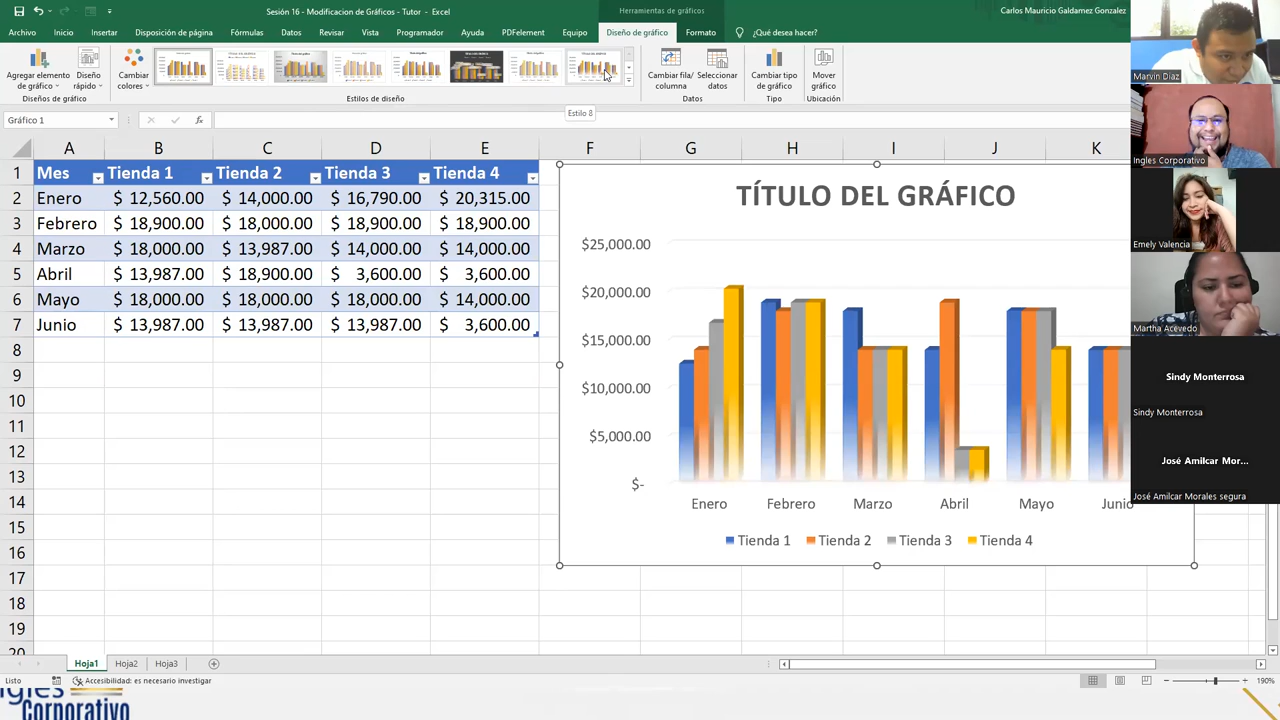 Sesión 16 - Modificacion de Gráficos - Tutor - Excel
Herramientas de gráficos
Carlos Mauricio Galdamez Gonzalez
Archivo Inicio Insertar Disposición de página Fórmulas Datos Revisar Vista Programador Ayuda PDFelement Equipo Diseño de gráfico Formato ¿Qué desea hacer?
Agregar elemento de gráfico
Diseño rápido
Cambiar colores
Cambiar fila/ columna
Seleccionar datos
Cambiar tipo de gráfico
Mover gráfico
Diseños de gráfico
Estilos de diseño
Datos
Tipo
Ubicación
Estilo 8
Gráfico 1
fx
A B C D E F G H I J K
1 Mes Tienda 1 Tienda 2 Tienda 3 Tienda 4
2 Enero $ 12,560.00 $ 14,000.00 $ 16,790.00 $ 20,315.00
3 Febrero $ 18,900.00 $ 18,000.00 $ 18,900.00 $ 18,900.00
4 Marzo $ 18,000.00 $ 13,987.00 $ 14,000.00 $ 14,000.00
5 Abril $ 13,987.00 $ 18,900.00 $ 3,600.00 $ 3,600.00
6 Mayo $ 18,000.00 $ 18,000.00 $ 18,000.00 $ 14,000.00
7 Junio $ 13,987.00 $ 13,987.00 $ 13,987.00 $ 3,600.00
8
9
10
11
12
13
14
15
16
17
18
19
20
TÍTULO DEL GRÁFICO
$25,000.00
$20,000.00
$15,000.00
$10,000.00
$5,000.00
$-
Enero Febrero Marzo Abril Mayo Junio
Tienda 1 Tienda 2 Tienda 3 Tienda 4
Marvin Diaz
Ingles Corporativo
Emely Valencia
Martha Acevedo
Sindy Monterrosa
Sindy Monterrosa
José Amilcar Mor...
José Amilcar Morales segura
Hoja1 Hoja2 Hoja3
Listo
Accesibilidad: es necesario investigar
190%
Ingles
Corporativo